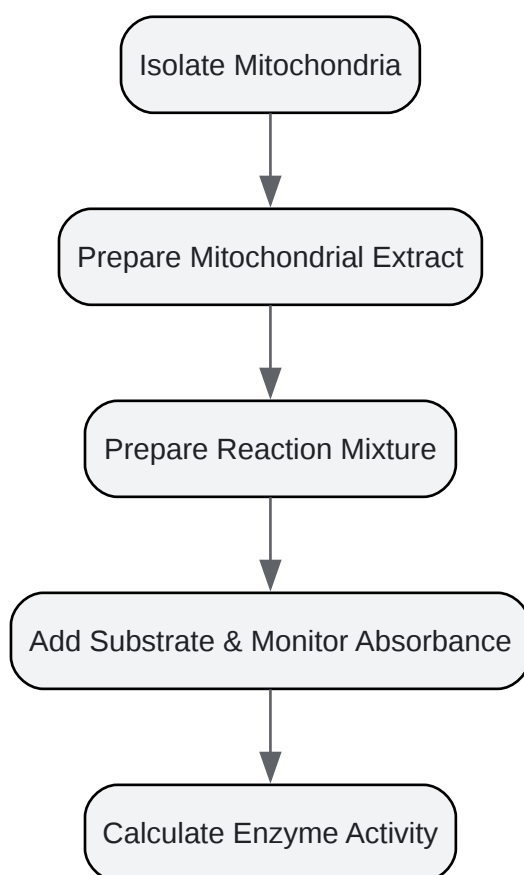 Isolate Mitochondria
Prepare Mitochondrial Extract
Prepare Reaction Mixture
Add Substrate & Monitor Absorbance
Calculate Enzyme Activity